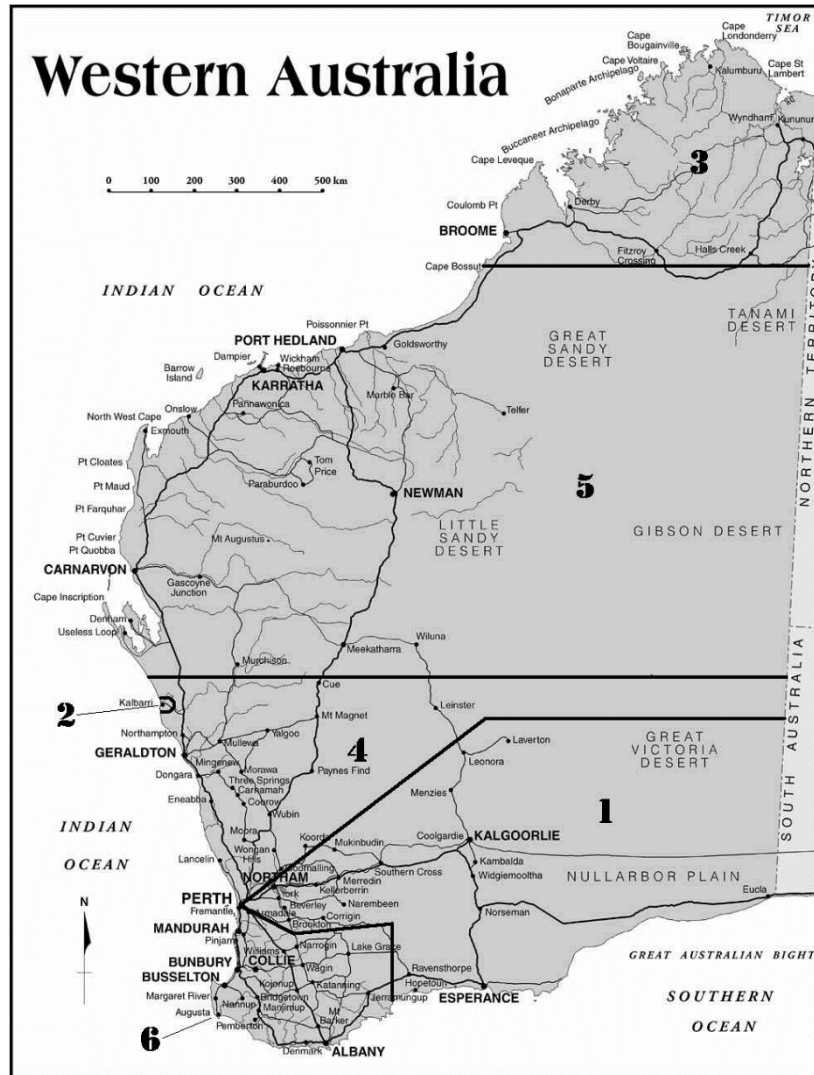 TIMOR
SEA
Cape
Londonderry
Cape
Bougainville
Cape Voltaire
Bonaparte Archipelago
Kalumburu
Cape St
Lambert
Western Australia
Wyndham
Kununurra
Buccaneer Archipelago
3
0 100 200 300 400 500 km
Cape Leveque
Coulomb Pt
Derby
BROOME
Fitzroy
Crossing
Halls Creek
Cape Bossut
INDIAN OCEAN
NORTHERN TERRITORY
TANAMI
DESERT
Poissonnier Pt
PORT HEDLAND
Goldsworthy
GREAT
SANDY
DESERT
Dampier
Wickham
Roebourne
Barrow
Island
KARRATHA
Marble Bar
Onslow
Pannawonica
North West Cape
Exmouth
Telfer
Pt Cloates
Tom
Price
Paraburdoo
Pt Maud
NEWMAN
5
Pt Farquhar
LITTLE
SANDY
DESERT
GIBSON DESERT
Pt Cuvier
Mt Augustus
Pt Quobba
CARNARVON
Gascoyne
Junction
Cape Inscription
Denham
Useless Loop
Wiluna
Meekatharra
Murchison
SOUTH AUSTRALIA
Cue
Kalbarri
2
Leinster
Mt Magnet
Northampton
Yalgoo
Mullewa
4
GERALDTON
Laverton
GREAT
VICTORIA
DESERT
Leonora
Mingenew
Morawa
Paynes Find
Dongara
Three Springs
Carnamah
Coorow
Menzies
Eneabba
1
Wubin
INDIAN
OCEAN
Moora
Koorda
Mukinbudin
Coolgardie
KALGOORLIE
Wongan
Hills
Lancelin
Goomalling
Southern Cross
Kambalda
Widgiemooltha
NORTHAM
Merredin
Kellerberrin
NULLARBOR PLAIN
Eucla
York
PERTH
Fremantle
Beverley
Narembeen
Armadale
Corrigin
Norseman
N
Brookton
MANDURAH
Pinjarra
Narrogin
Williams
Lake Grace
GREAT AUSTRALIAN BIGHT
BUNBURY
COLLIE
Wagin
BUSSELTON
Ravensthorpe
Kojonup
Katanning
Hopetoun
ESPERANCE
SOUTHERN
OCEAN
Margaret River
Nannup
Bridgetown
Jerramungup
Manjimup
Augusta
Mt
Barker
Pemberton
6
Denmark
ALBANY